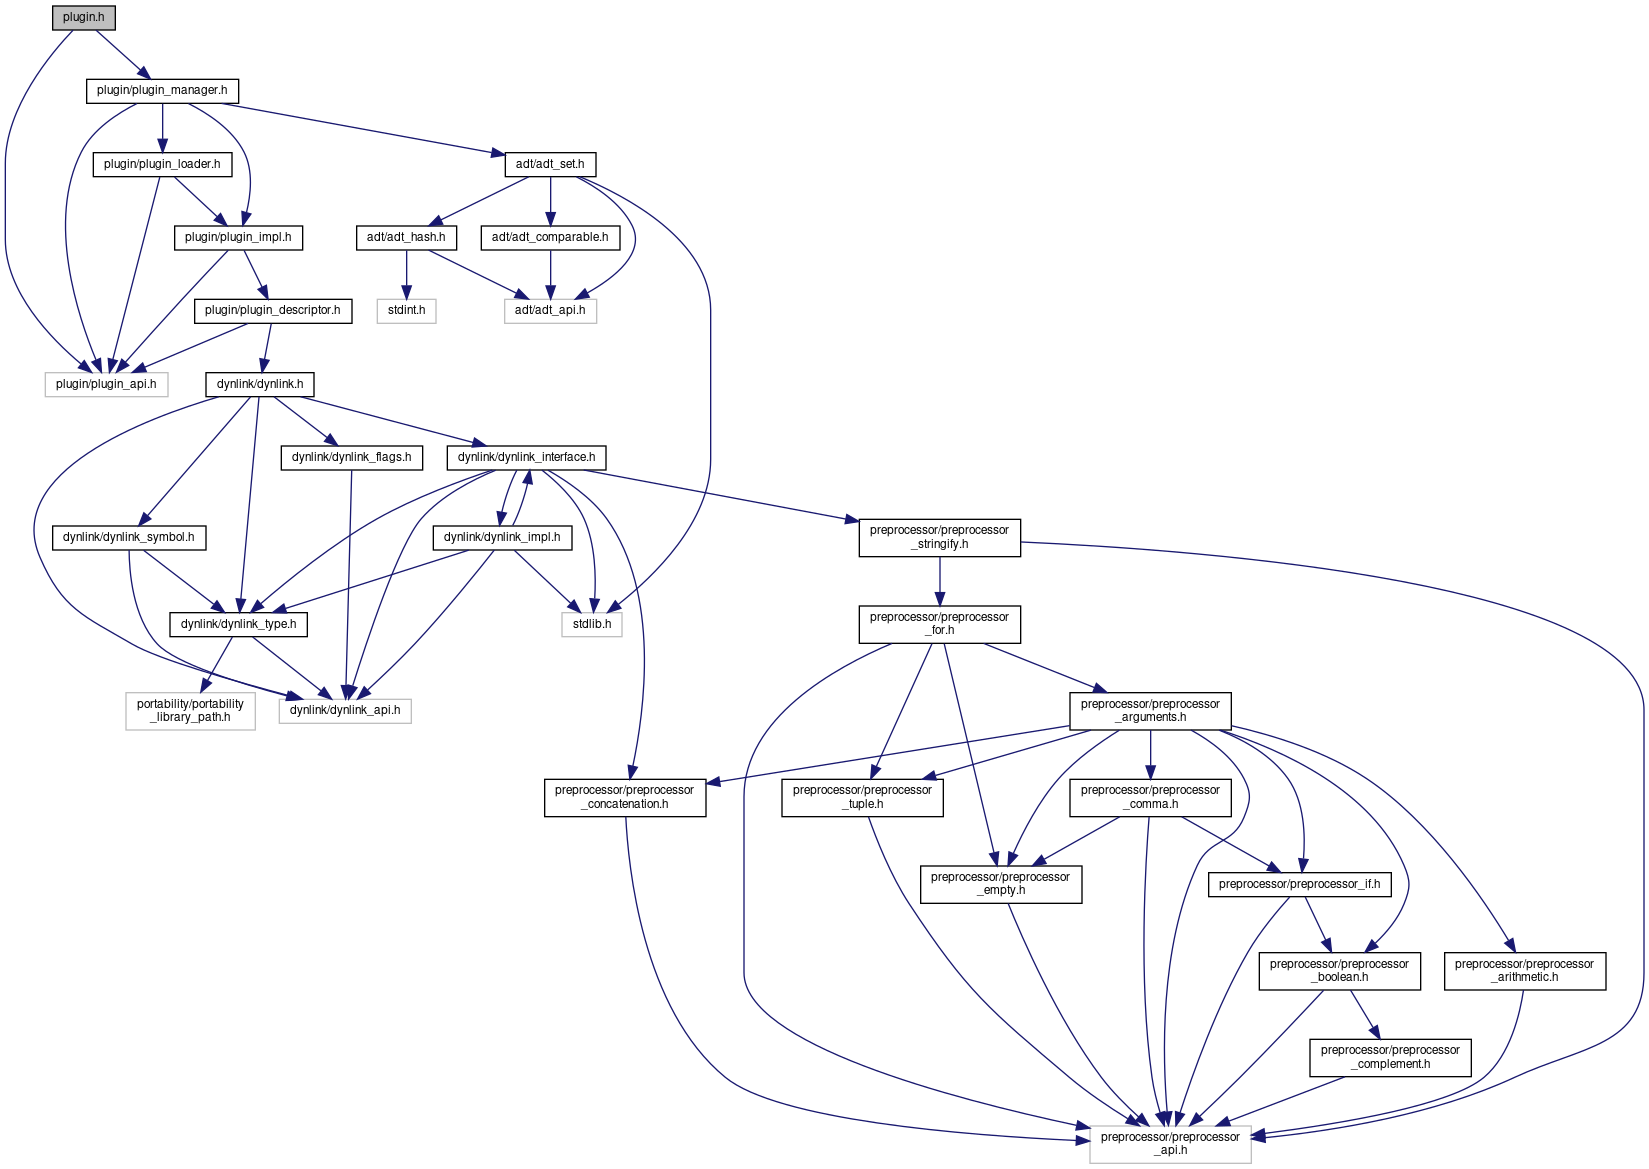 plugin.h
plugin/plugin_manager.h
plugin/plugin_loader.h
adt/adt_set.h
plugin/plugin_impl.h
adt/adt_hash.h
adt/adt_comparable.h
plugin/plugin_descriptor.h
stdint.h
adt/adt_api.h
plugin/plugin_api.h
dynlink/dynlink.h
dynlink/dynlink_flags.h
dynlink/dynlink_interface.h
dynlink/dynlink_symbol.h
dynlink/dynlink_impl.h
preprocessor/preprocessor
_stringify.h
dynlink/dynlink_type.h
stdlib.h
preprocessor/preprocessor
_for.h
portability/portability
_library_path.h
dynlink/dynlink_api.h
preprocessor/preprocessor
_arguments.h
preprocessor/preprocessor
_concatenation.h
preprocessor/preprocessor
_tuple.h
preprocessor/preprocessor
_comma.h
preprocessor/preprocessor
_empty.h
preprocessor/preprocessor_if.h
preprocessor/preprocessor
_boolean.h
preprocessor/preprocessor
_arithmetic.h
preprocessor/preprocessor
_complement.h
preprocessor/preprocessor
_api.h